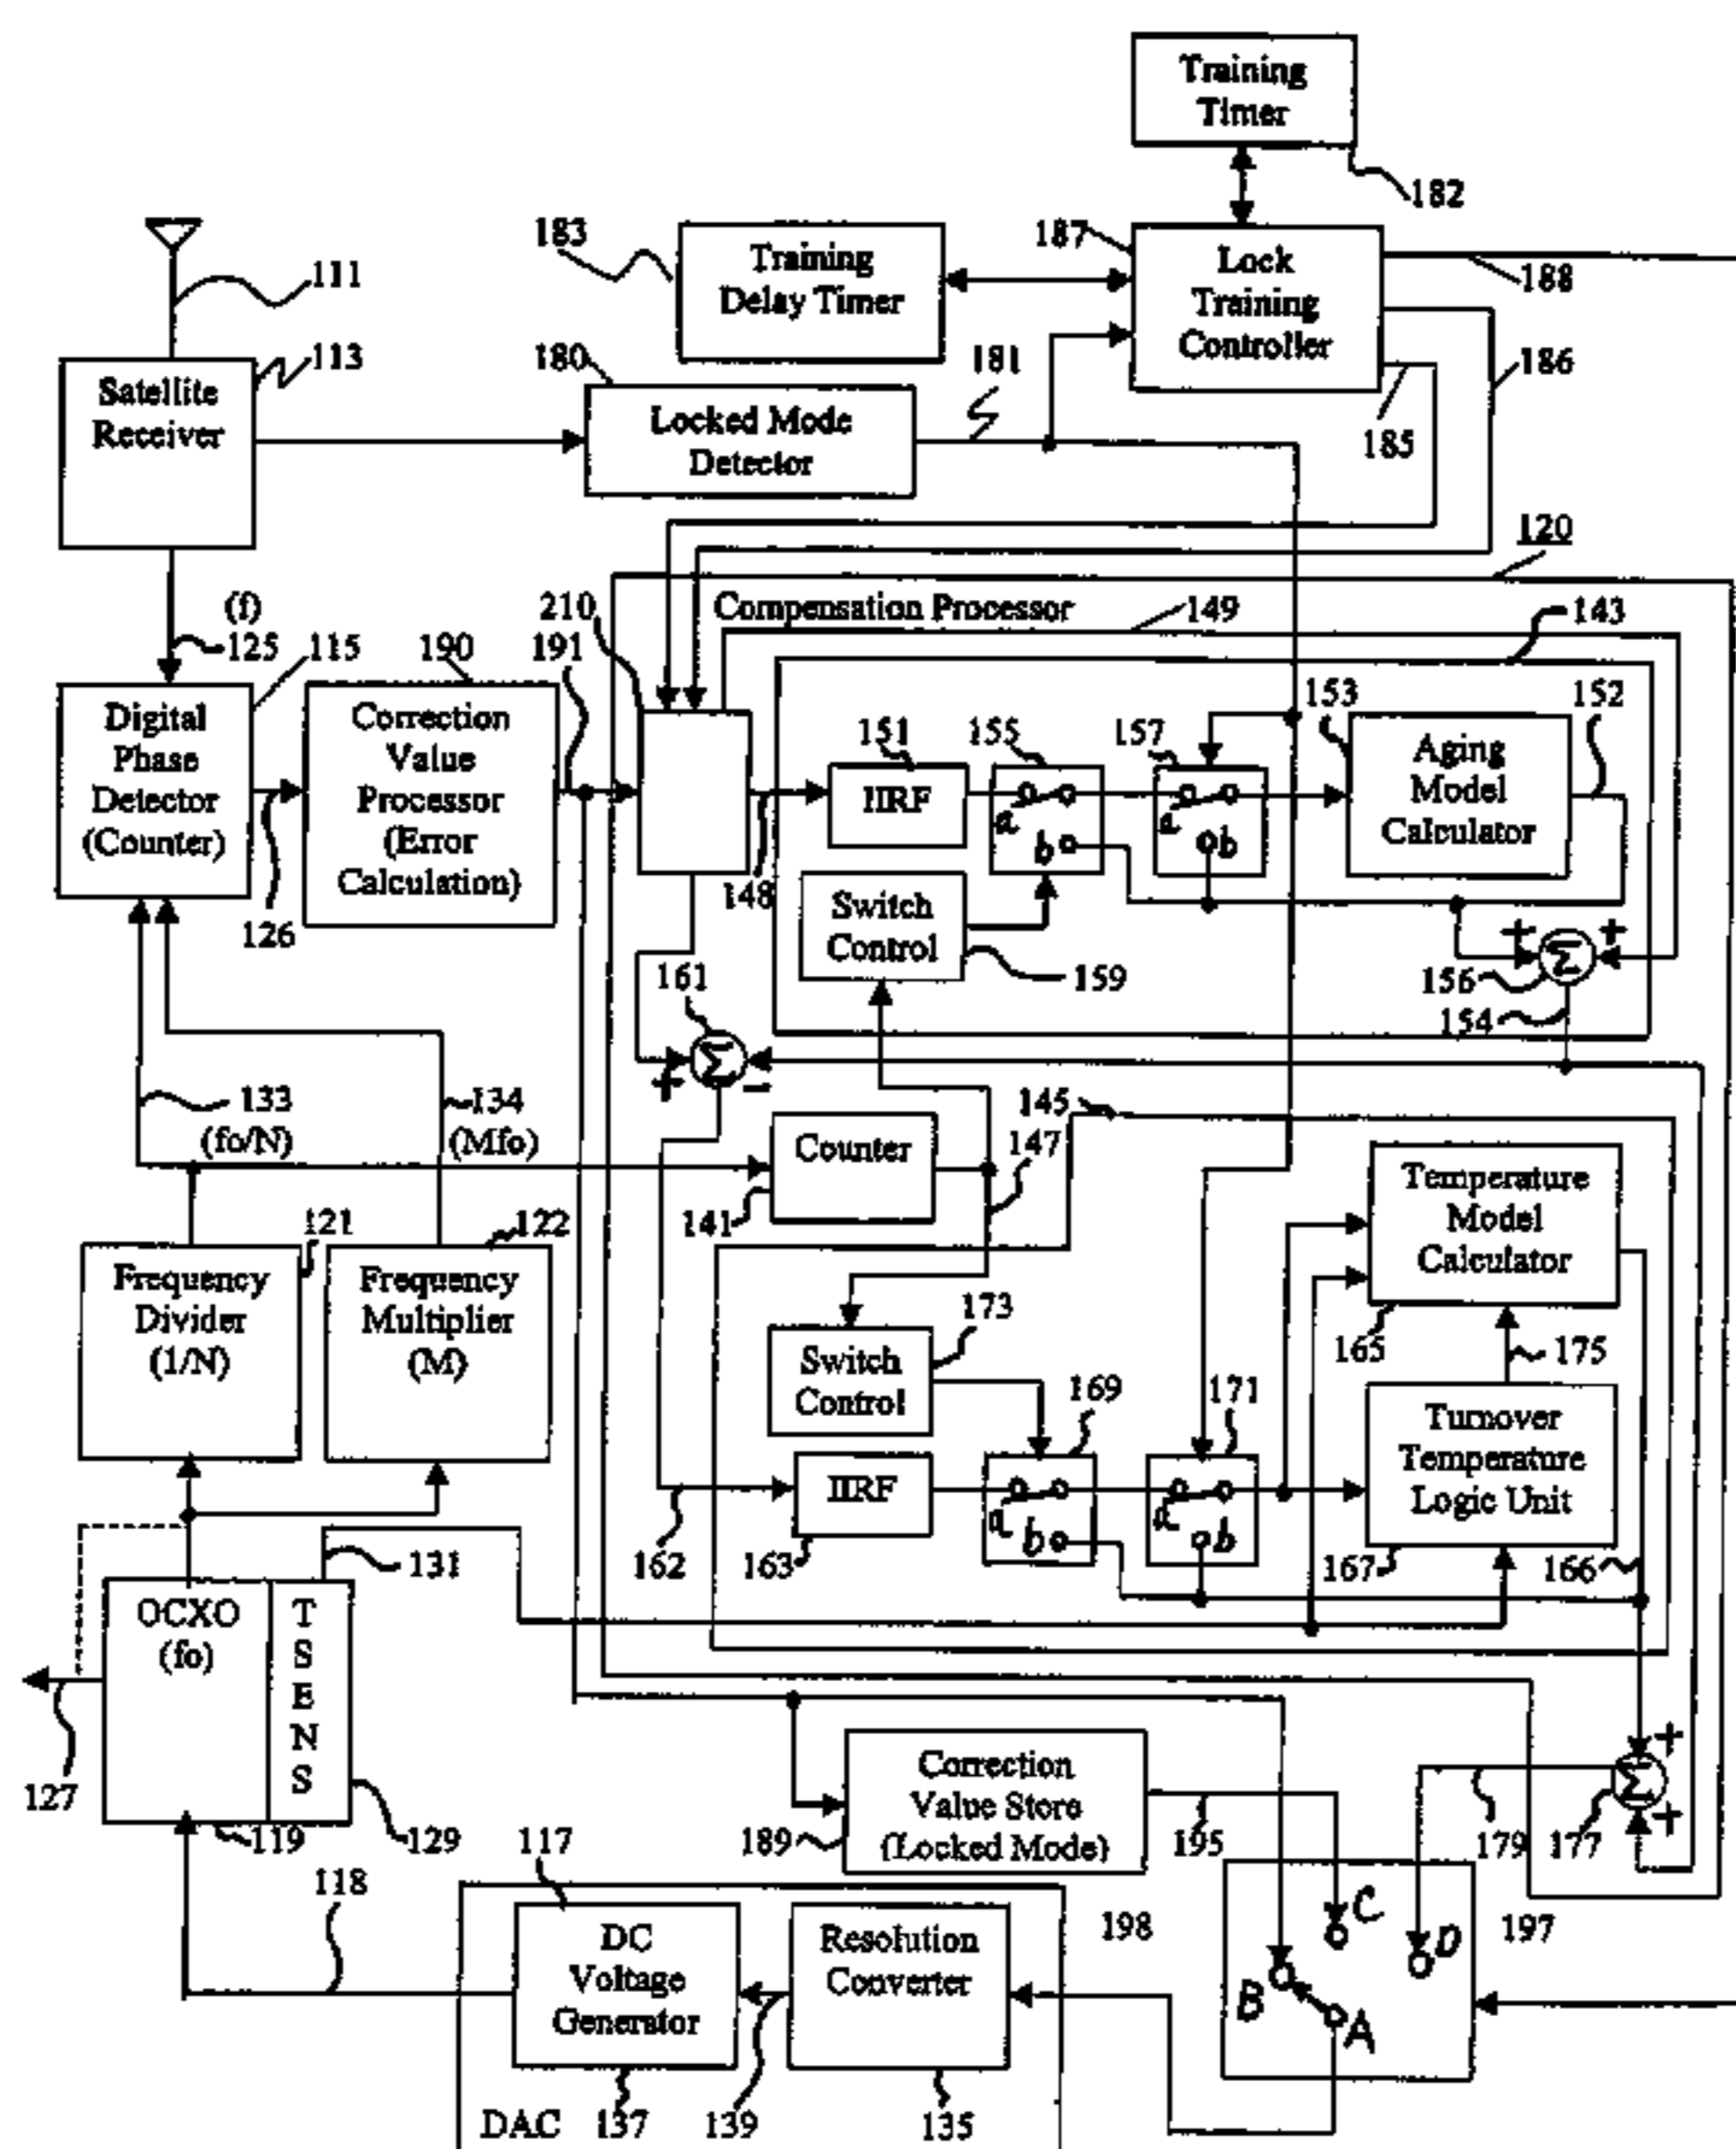 Training
Timer
182
183
Training
Delay Timer
187
Lock
Training
Controller
188
111
113
Satellite
Receiver
180
Locked Mode
Detector
181
185
186
120
(f)
125
115
190
191
210
Compensation Processor
149
143
Digital
Phase
Detector
(Counter)
126
Correction
Value
Processor
(Error
Calculation)
148
151
IIRF
155
a
b
157
a
b
153
Aging
Model
Calculator
152
Switch
Control
159
161
Σ
+
-
+
+
Σ
156
154
133
(fo/N)
134
(Mfo)
Counter
141
145
147
Temperature
Model
Calculator
165
175
121
Frequency
Divider
(1/N)
122
Frequency
Multiplier
(M)
173
Switch
Control
169
a
b
171
a
b
IIRF
162
163
Turnover
Temperature
Logic Unit
167
166
131
OCXO
(fo)
T
S
E
N
S
127
119
129
Correction
Value Store
(Locked Mode)
189
195
179
177
Σ
+
+
118
117
DC
Voltage
Generator
Resolution
Converter
198
197
C
D
B
A
DAC
137
139
135